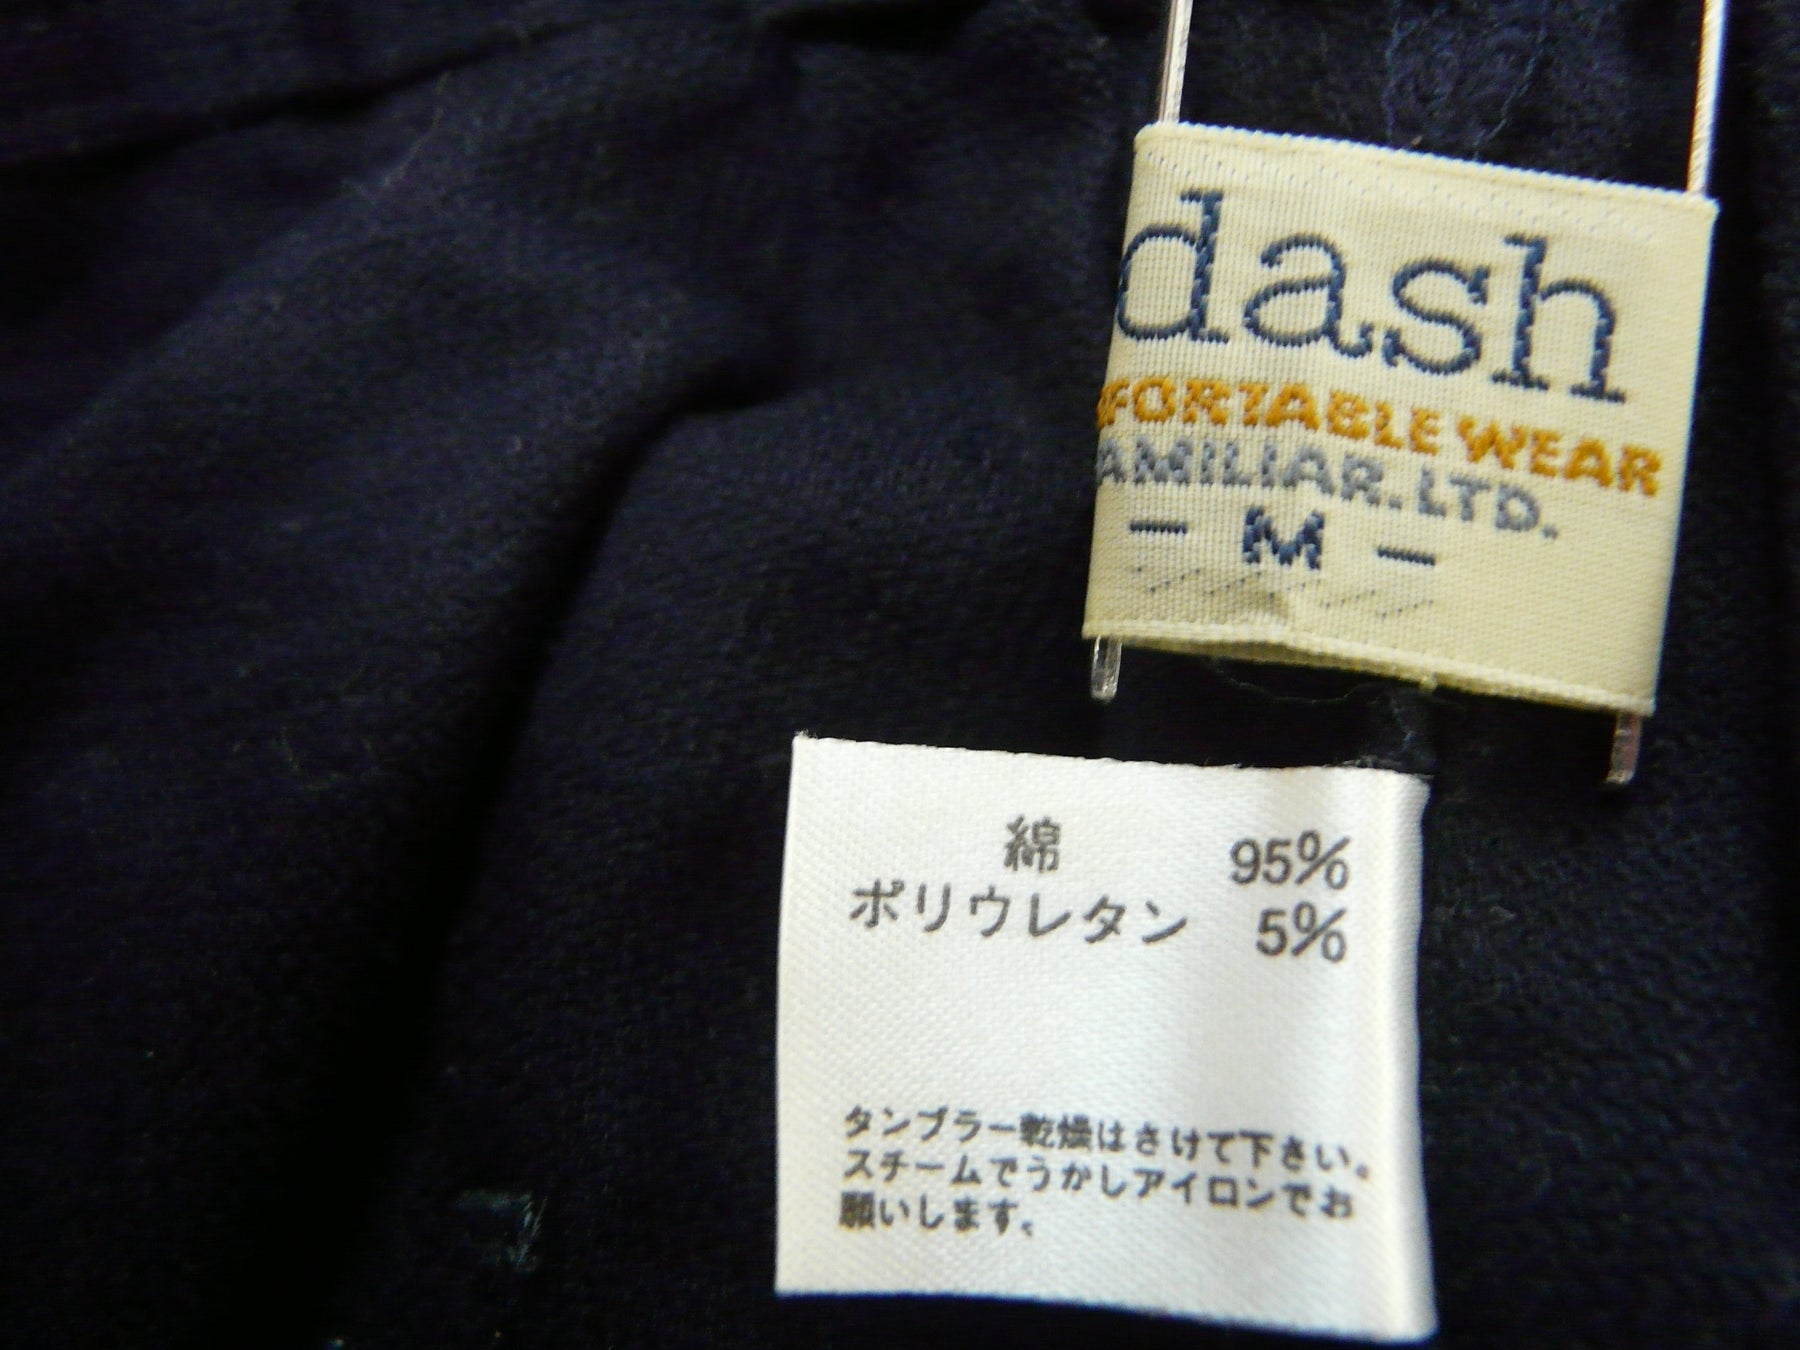 dash
FORTABLE WEAR
AMILIAR.LTD.
- M -
綿 95%
ポリウレタン 5%
タンブラー乾燥はさけて下さい。
スチームでうかしアイロンでお
願いします。